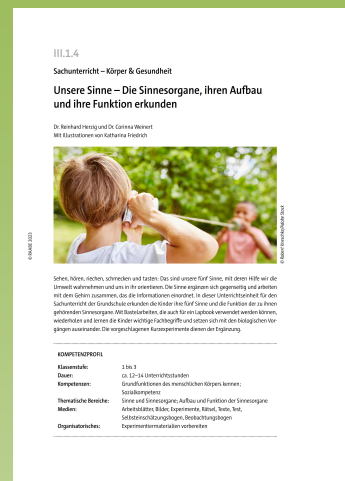 III.1.4
Sachunterricht – Körper & Gesundheit
Unsere Sinne – Die Sinnesorgane, ihren Aufbau
und ihre Funktion erkunden
Dr. Reinhard Herzig und Dr. Corinna Weinert
Mit Illustrationen von Katharina Friedrich
© RAABE 2023
Sehen, hören, riechen, schmecken und tasten: Das sind unsere fünf Sinne, mit deren Hilfe wir die
Umwelt wahrnehmen und uns in ihr orientieren. Die Sinne ergänzen sich gegenseitig und arbeiten
mit dem Gehirn zusammen, das die Informationen einordnet. In dieser Unterrichtseinheit für den
Sachunterricht der Grundschule erkunden die Kinder ihre fünf Sinne und die Funktion der zu ihnen
gehörenden Sinnesorgane. Mit Bastelarbeiten, die auch für ein Lapbook verwendet werden können,
wiederholen und lernen die Kinder wichtige Fachbegriffe und setzen sich mit den biologischen Vor-
gängen auseinander. Die vorgeschlagenen Kurzexperimente dienen der Ergänzung.
KOMPETENZPROFIL
Klassenstufe: 1 bis 3
Dauer: ca. 12–14 Unterrichtsstunden
Kompetenzen: Grundfunktionen des menschlichen Körpers kennen;
Sozialkompetenz
Thematische Bereiche: Sinne und Sinnesorgane; Aufbau und Funktion der Sinnesorgane
Medien: Arbeitsblätter, Bilder, Experimente, Rätsel, Texte, Test,
Selbsteinschätzungsbogen, Beobachtungsbogen
Organisatorisches: Experimentiermaterialien vorbereiten